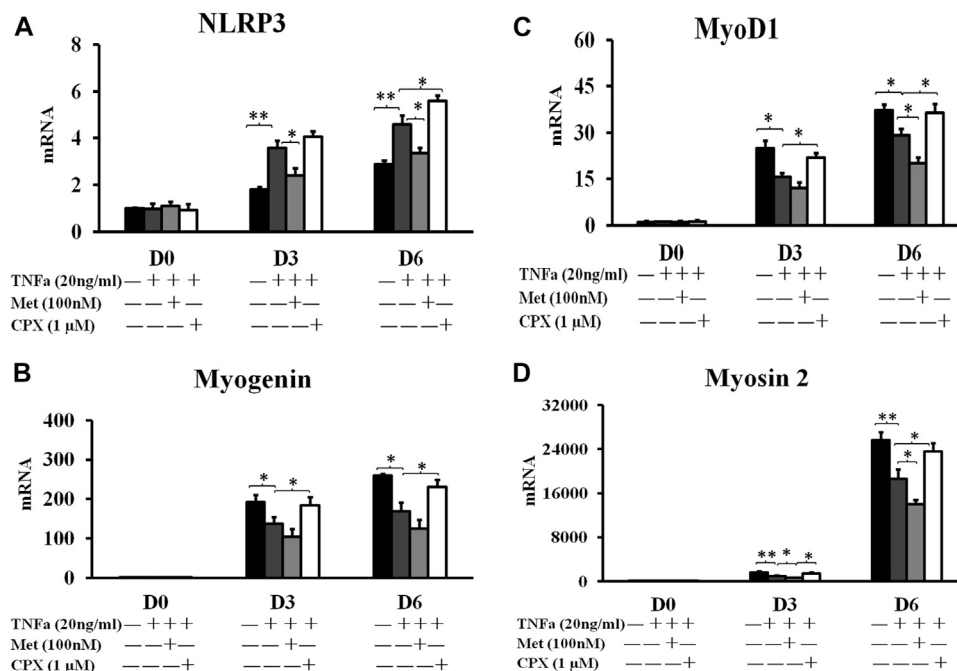 A
NLRP3
mRNA
8
6
4
2
0
** * ** * *
D0 D3 D6
TNFa (20ng/ml) — + + + — + + + — + + +
Met (100nM) — — + — — — + — — — + —
CPX (1 μM) — — — + — — — + — — — +
C
MyoD1
mRNA
60
45
30
15
0
* * * * *
D0 D3 D6
TNFa (20ng/ml) — + + + — + + + — + + +
Met (100nM) — — + — — — + — — — + —
CPX (1 μM) — — — + — — — + — — — +
B
Myogenin
mRNA
400
300
200
100
0
* * * *
D0 D3 D6
TNFa (20ng/ml) — + + + — + + + — + + +
Met (100nM) — — + — — — + — — — + —
CPX (1 μM) — — — + — — — + — — — +
D
Myosin 2
mRNA
32000
24000
16000
8000
0
** * * ** * *
D0 D3 D6
TNFa (20ng/ml) — + + + — + + + — + + +
Met (100nM) — — + — — — + — — — + —
CPX (1 μM) — — — + — — — + — — — +